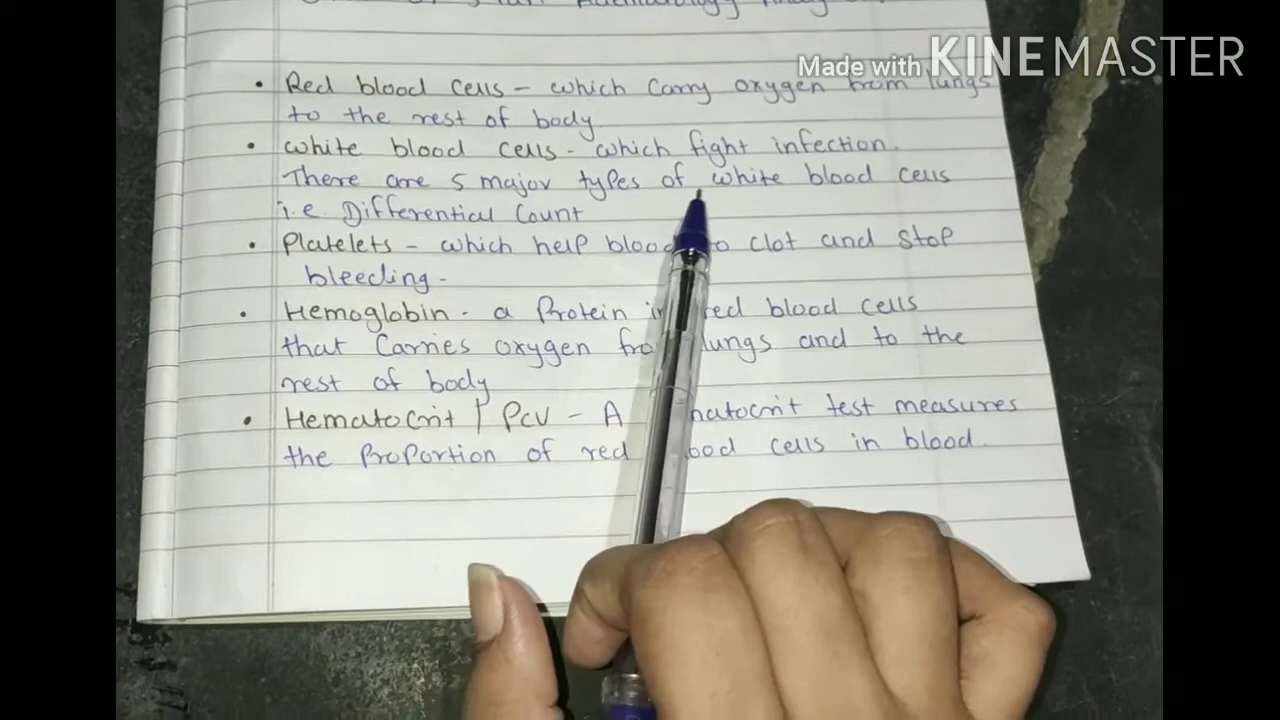 Made with KINEMASTER
Haematology
• Red blood cells - which carry oxygen from lungs
to the rest of body
• white blood cells - which fight infection.
There are 5 major types of white blood cells
i.e Differential Count
• Platelets - which help blood to clot and stop
bleeding -
• Hemoglobin - a Protein in red blood cells
that Carries oxygen from lungs and to the
rest of body
• Hematocrit / PCV - A test measures
the Proportion of red blood cells in blood.